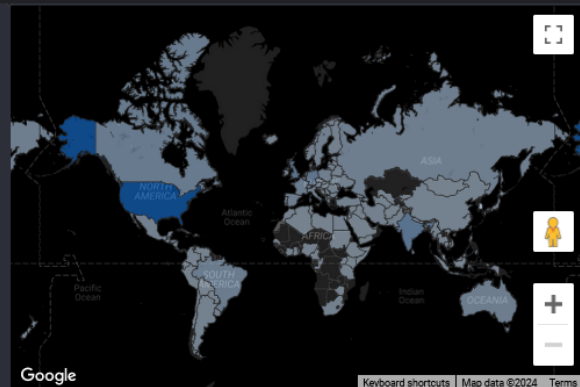 ASIA
NORTH
AMERICA
Atlantic
Ocean
AFRICA
SOUTH
AMERICA
Pacific
Ocean
Indian
Ocean
OCEANIA
Google
Keyboard shortcuts
Map data ©2024
Terms